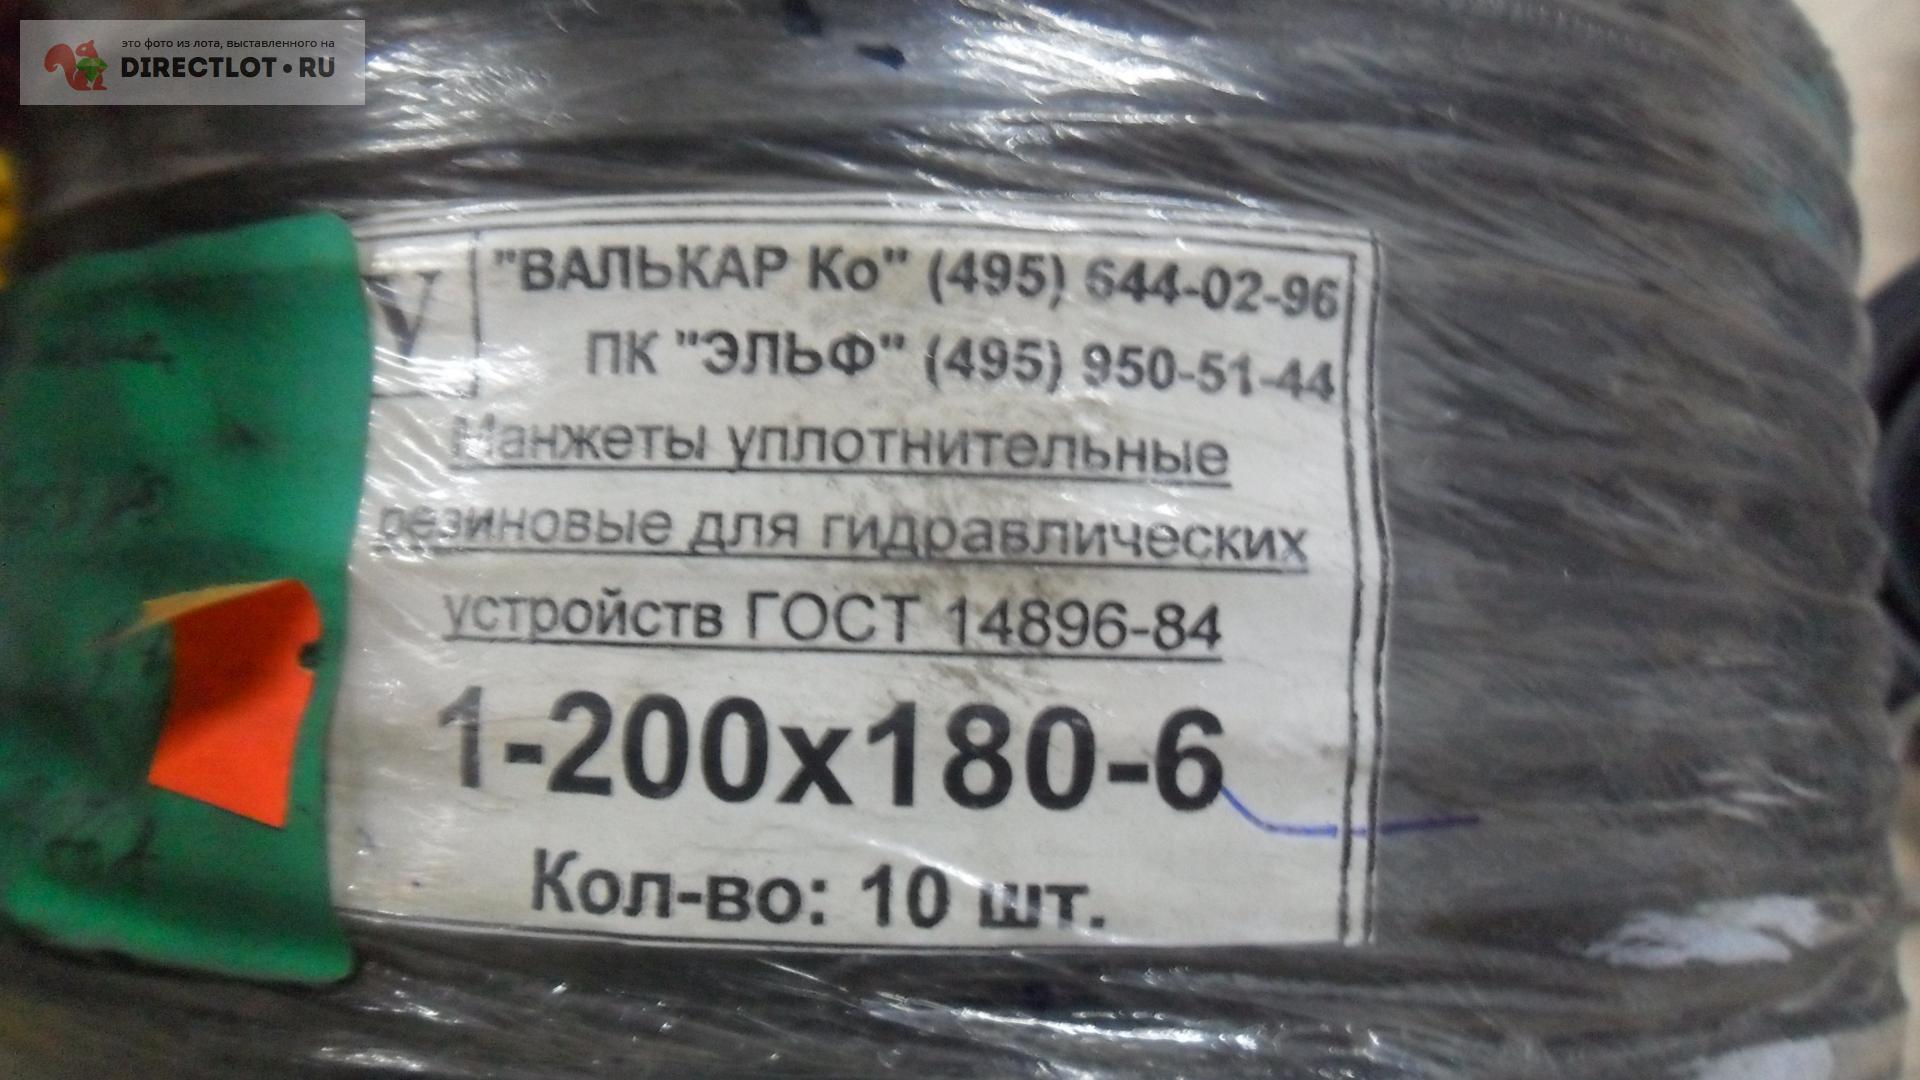 это фото из лота, выставленного на
DIRECTLOT•RU
V
"ВАЛЬКАР Ко" (495) 644-02-96
ПК "ЭЛЬФ" (495) 950-51-44
Манжеты уплотнительные
резиновые для гидравлических
устройств ГОСТ 14896-84
1-200х180-6
Кол-во: 10 шт.